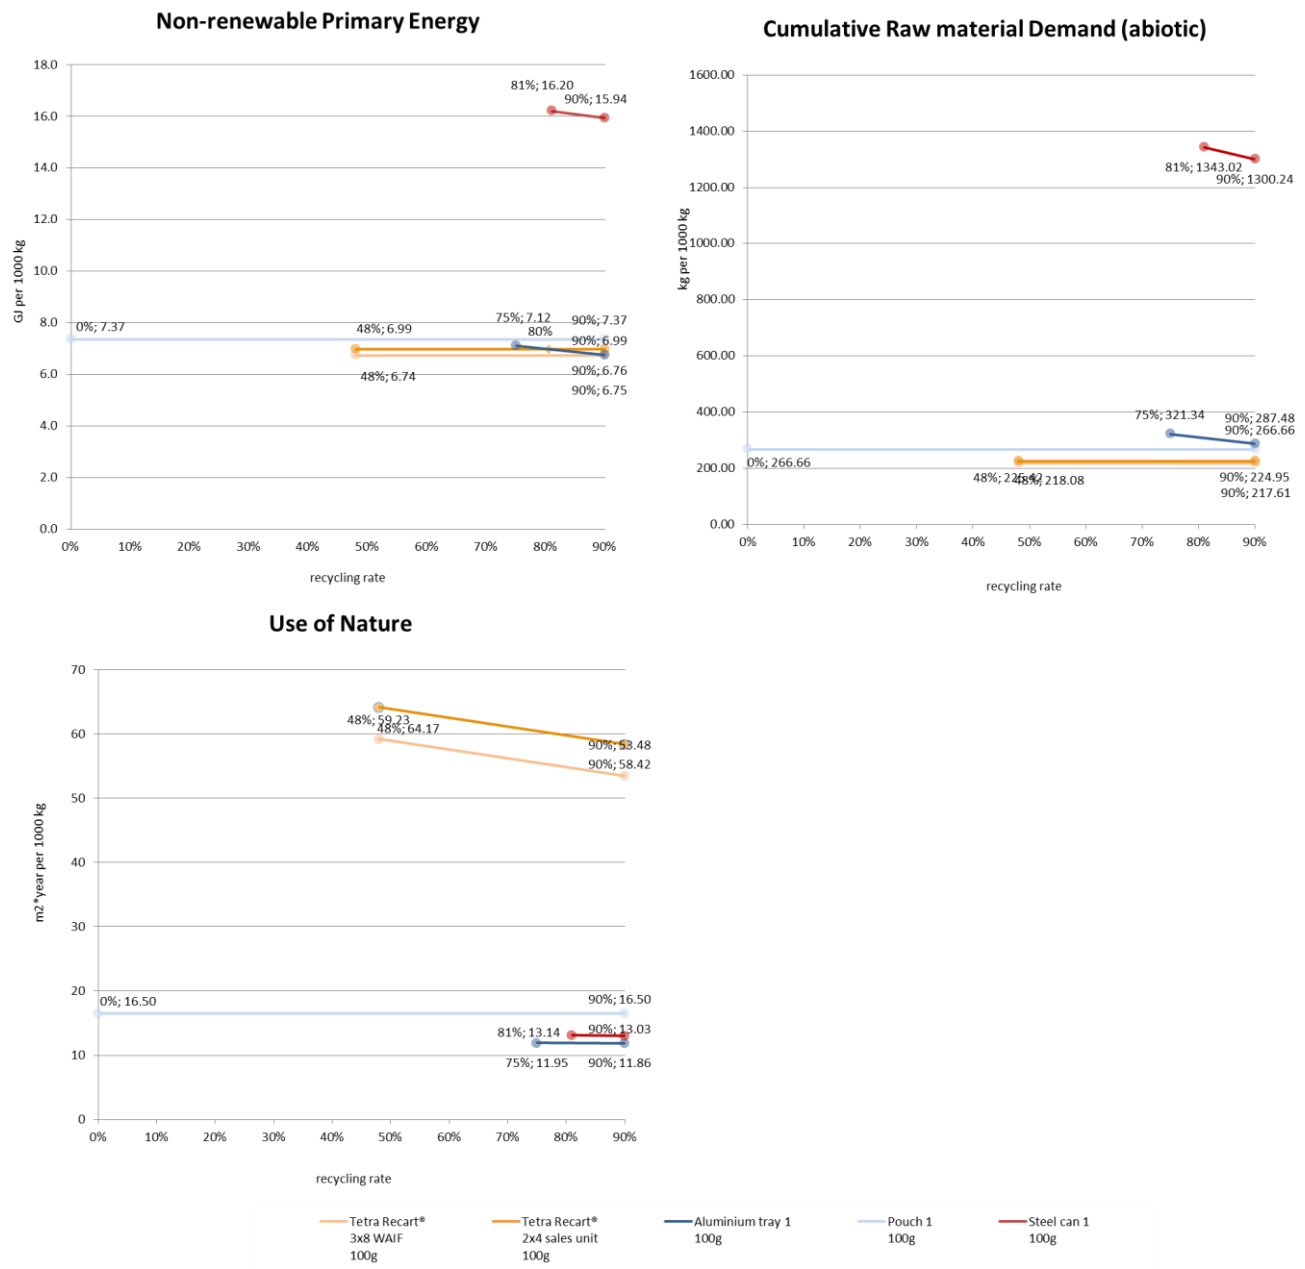 Non-renewable Primary Energy
18.0
16.0
14.0
12.0
10.0
8.0
6.0
4.0
2.0
0.0
GJ per 1000 kg
81%; 16.20
90%; 15.94
0%; 7.37
48%; 6.99
75%; 7.12
80%
90%; 7.37
90%; 6.99
48%; 6.74
90%; 6.76
90%; 6.75
0% 10% 20% 30% 40% 50% 60% 70% 80% 90%
recycling rate
Cumulative Raw material Demand (abiotic)
1600.00
1400.00
1200.00
1000.00
800.00
600.00
400.00
200.00
0.00
kg per 1000 kg
81%; 1343.02
90%; 1300.24
75%; 321.34
90%; 287.48
90%; 266.66
0%; 266.66
48%; 225.42
48%; 218.08
90%; 224.95
90%; 217.61
0% 10% 20% 30% 40% 50% 60% 70% 80% 90%
recycling rate
Use of Nature
70
60
50
40
30
20
10
0
m2*year per 1000 kg
48%; 59.23
48%; 64.17
90%; 53.48
90%; 58.42
0%; 16.50
90%; 16.50
81%; 13.14
90%; 13.03
75%; 11.95
90%; 11.86
0% 10% 20% 30% 40% 50% 60% 70% 80% 90%
recycling rate
Tetra Recart®
3x8 WAIF
100g
Tetra Recart®
2x4 sales unit
100g
Aluminium tray 1
100g
Pouch 1
100g
Steel can 1
100g